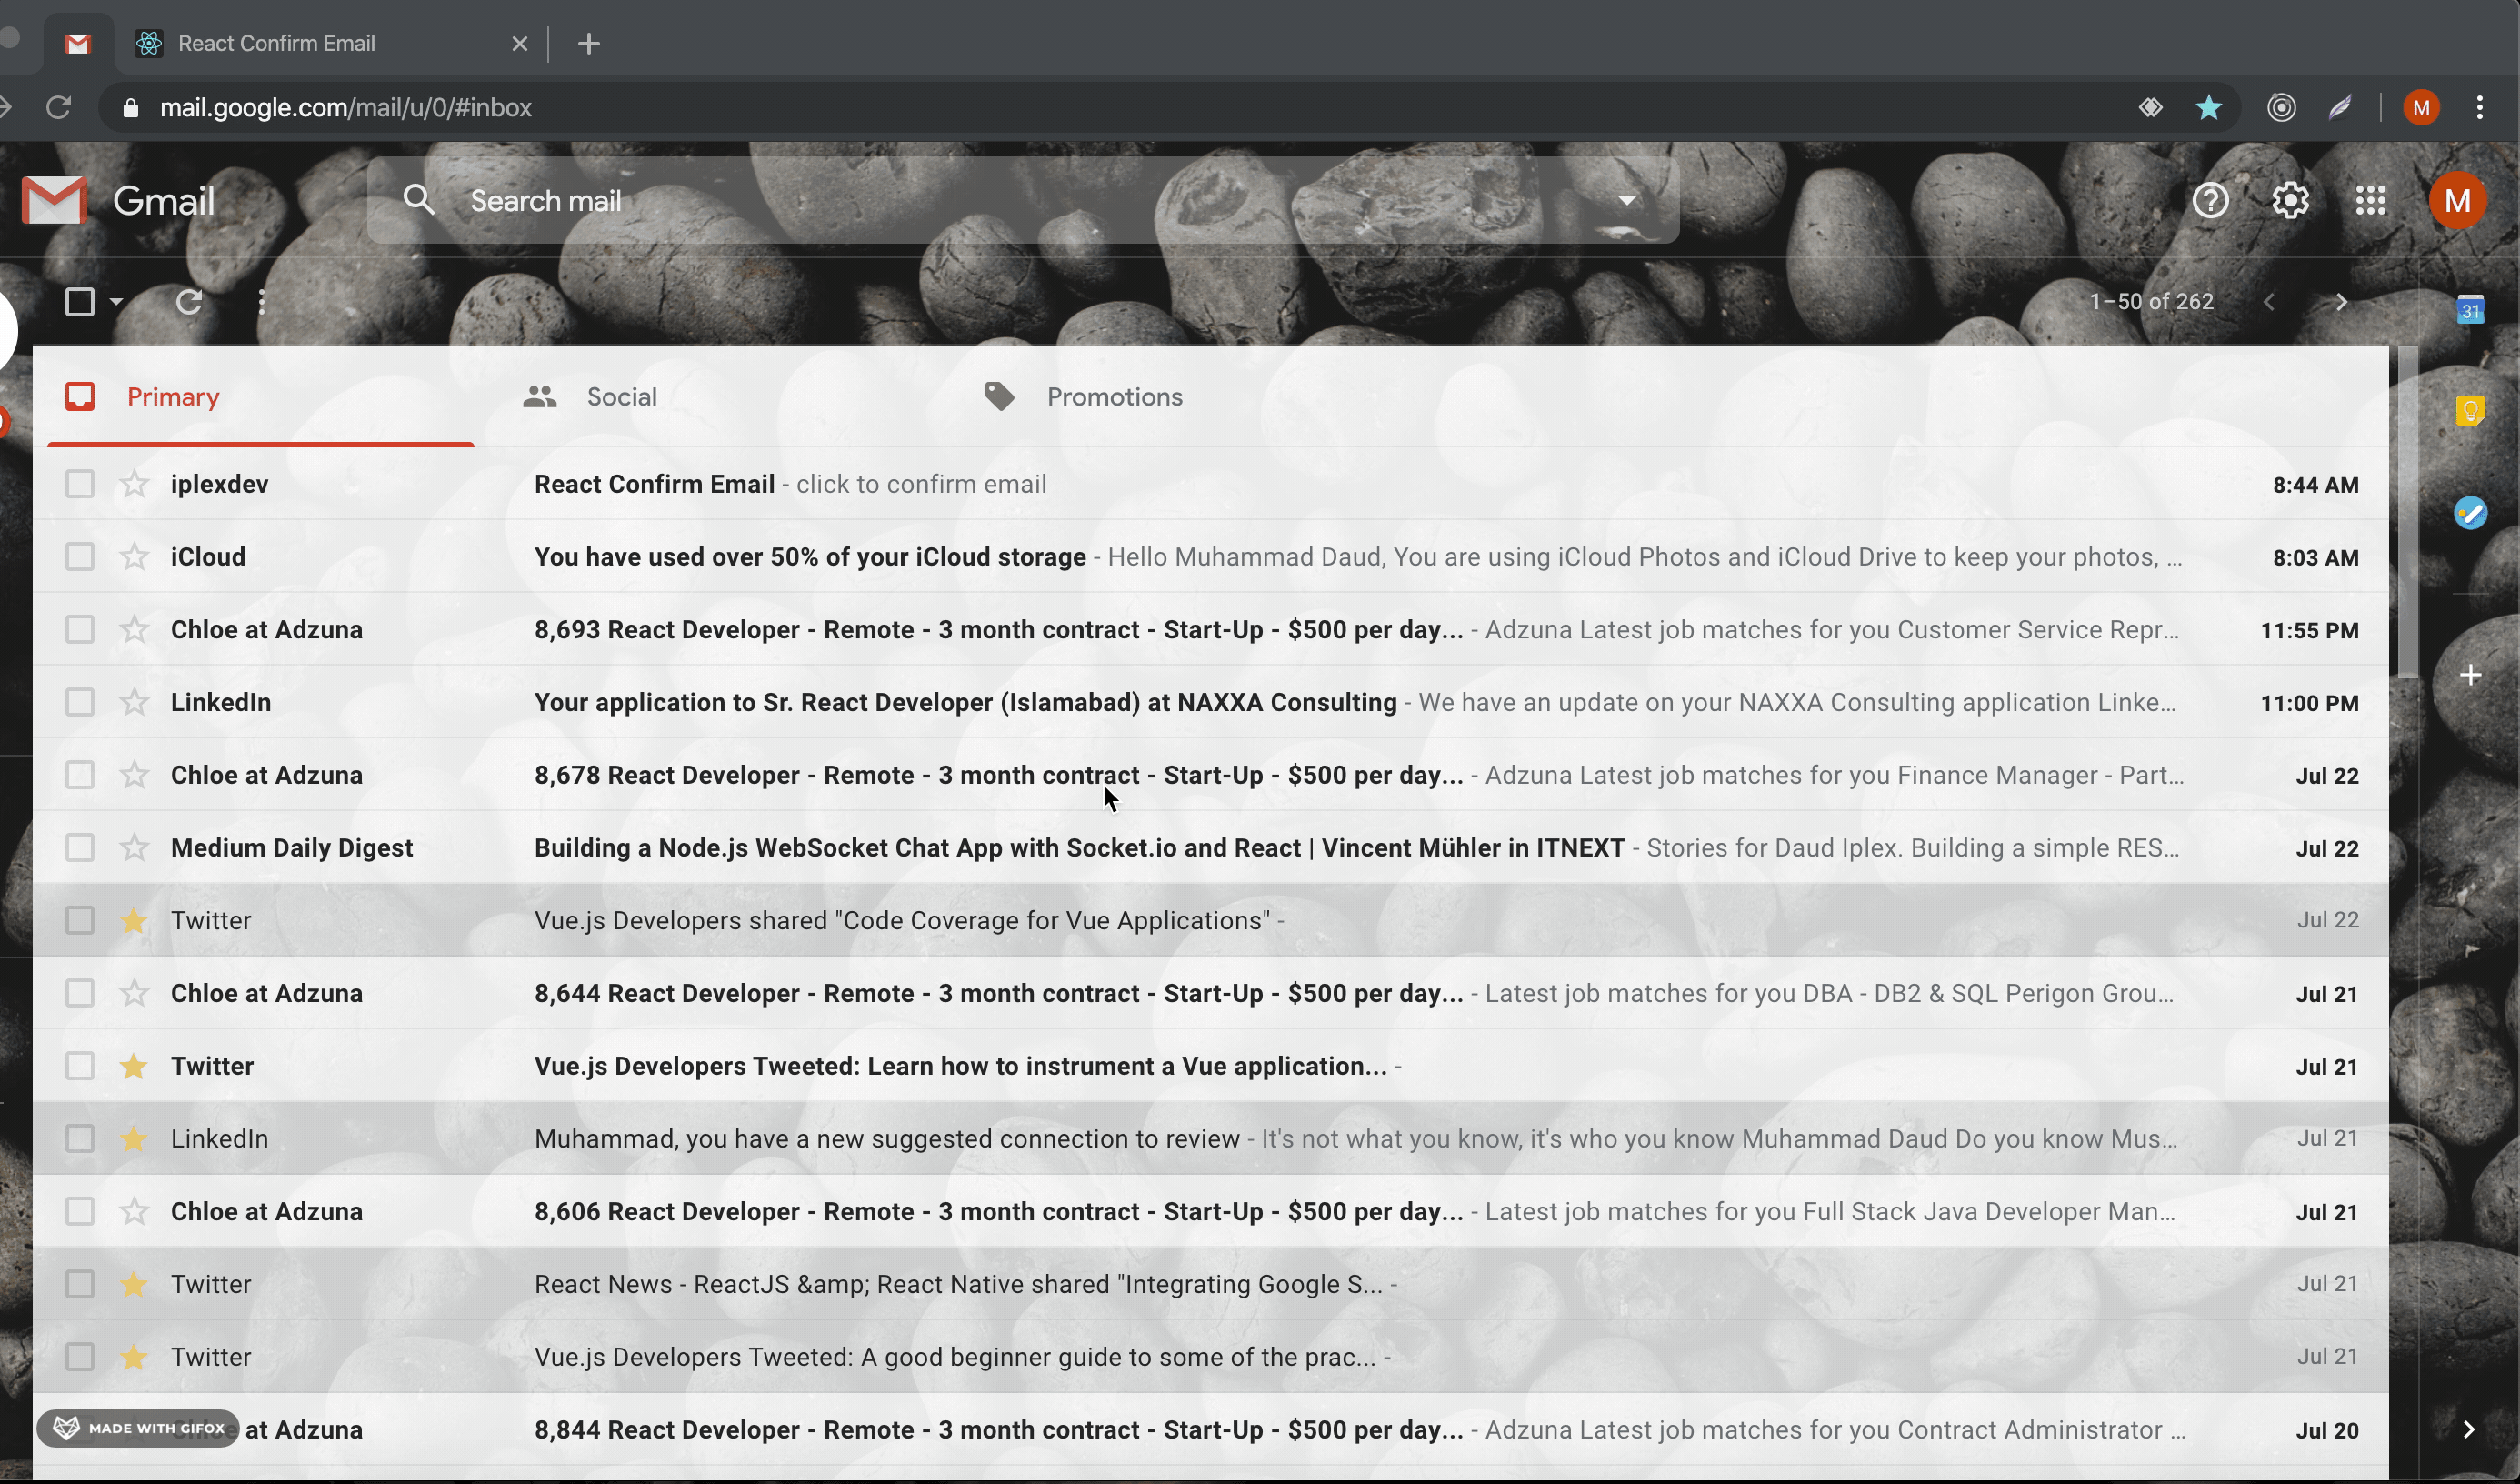 React Confirm Email
mail.google.com/mail/u/0/#inbox
M
Gmail
Search mail
M
1–50 of 262
31
Primary
Social
Promotions
iplexdev React Confirm Email - click to confirm email 8:44 AM
iCloud You have used over 50% of your iCloud storage - Hello Muhammad Daud, You are using iCloud Photos and iCloud Drive to keep your photos, ... 8:03 AM
Chloe at Adzuna 8,693 React Developer - Remote - 3 month contract - Start-Up - $500 per day... - Adzuna Latest job matches for you Customer Service Repr... 11:55 PM
LinkedIn Your application to Sr. React Developer (Islamabad) at NAXXA Consulting - We have an update on your NAXXA Consulting application Linke... 11:00 PM
Chloe at Adzuna 8,678 React Developer - Remote - 3 month contract - Start-Up - $500 per day... - Adzuna Latest job matches for you Finance Manager - Part... Jul 22
Medium Daily Digest Building a Node.js WebSocket Chat App with Socket.io and React | Vincent Mühler in ITNEXT - Stories for Daud Iplex. Building a simple RES... Jul 22
Twitter Vue.js Developers shared "Code Coverage for Vue Applications" - Jul 22
Chloe at Adzuna 8,644 React Developer - Remote - 3 month contract - Start-Up - $500 per day... - Latest job matches for you DBA - DB2 & SQL Perigon Grou... Jul 21
Twitter Vue.js Developers Tweeted: Learn how to instrument a Vue application... - Jul 21
LinkedIn Muhammad, you have a new suggested connection to review - It's not what you know, it's who you know Muhammad Daud Do you know Mus... Jul 21
Chloe at Adzuna 8,606 React Developer - Remote - 3 month contract - Start-Up - $500 per day... - Latest job matches for you Full Stack Java Developer Man... Jul 21
Twitter React News - ReactJS &amp; React Native shared "Integrating Google S... - Jul 21
Twitter Vue.js Developers Tweeted: A good beginner guide to some of the prac... - Jul 21
Chloe at Adzuna 8,844 React Developer - Remote - 3 month contract - Start-Up - $500 per day... - Adzuna Latest job matches for you Contract Administrator ... Jul 20
MADE WITH GIFOX